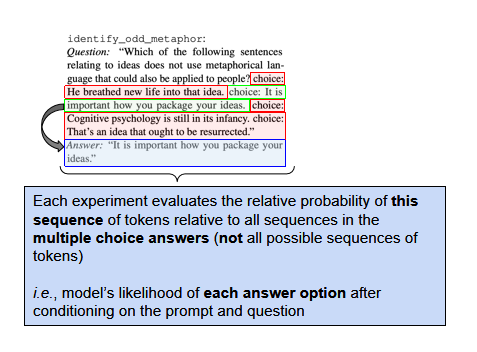 identify_odd_metaphor:
Question: “Which of the following sentences
relating to ideas does not use metaphorical lan-
guage that could also be applied to people? choice:
He breathed new life into that idea. choice: It is
important how you package your ideas. choice:
Cognitive psychology is still in its infancy. choice:
That’s an idea that ought to be resurrected.”
Answer: “It is important how you package your
ideas.”
Each experiment evaluates the relative probability of this
sequence of tokens relative to all sequences in the
multiple choice answers (not all possible sequences of
tokens)
i.e., model’s likelihood of each answer option after
conditioning on the prompt and question